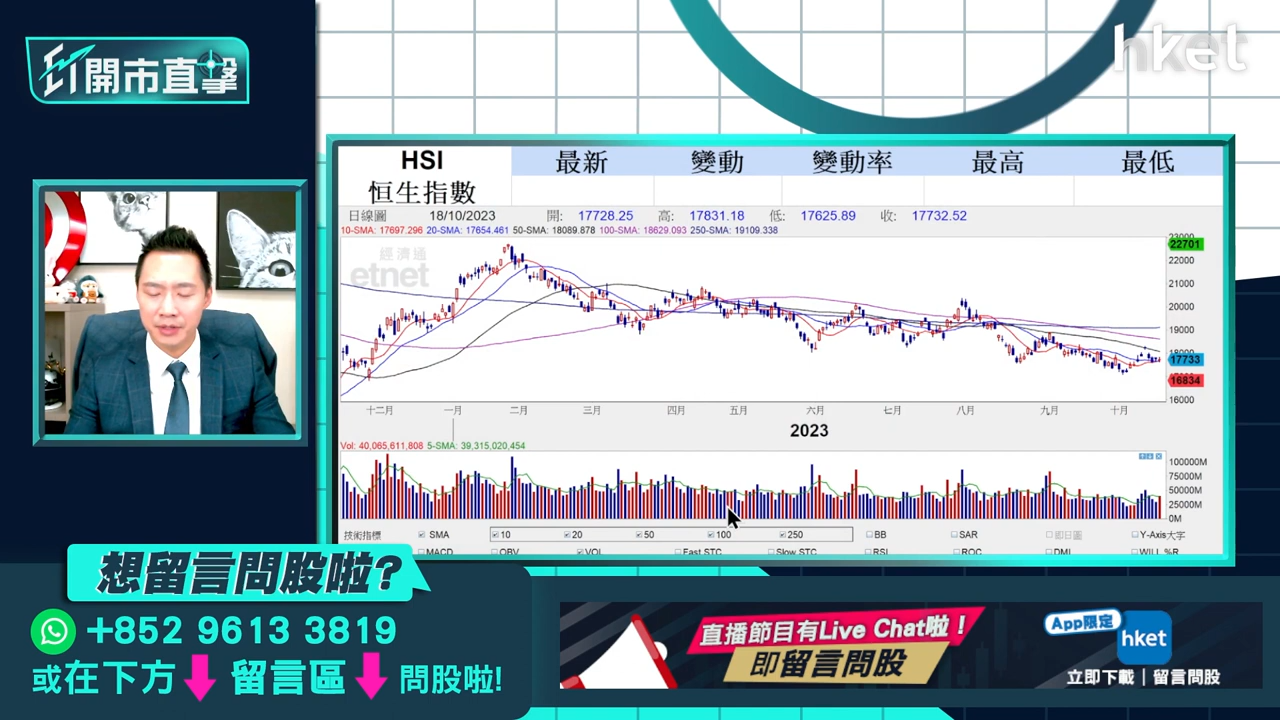 hket
ET開市直擊
HSI
恒生指數
最新
變動
變動率
最高
最低
日線圖 18/10/2023 開: 17728.25 高: 17831.18 低: 17625.89 收: 17732.52
10-SMA: 17697.296 20-SMA: 17654.461 50-SMA: 18089.878 100-SMA: 18629.093 250-SMA: 19109.338
經濟通
etnet
23000
22701
22000
21000
20000
19000
18000
17733
16834
16000
十二月 一月 二月 三月 四月 五月 六月 七月 八月 九月 十月
2023
Vol: 40,065,611,808 5-SMA: 39,315,020,454
100000M
75000M
50000M
25000M
0M
技術指標 SMA 10 20 50 100 250 BB SAR 即日圖 Y-Axis大字
MACD OBV VOL Fast STC Slow STC RSI ROC DMI WILL %R
想留言問股啦?
+852 9613 3819
或在下方 留言區 問股啦!
直播節目有Live Chat啦!
即留言問股
App限定
hket
立即下載|留言問股